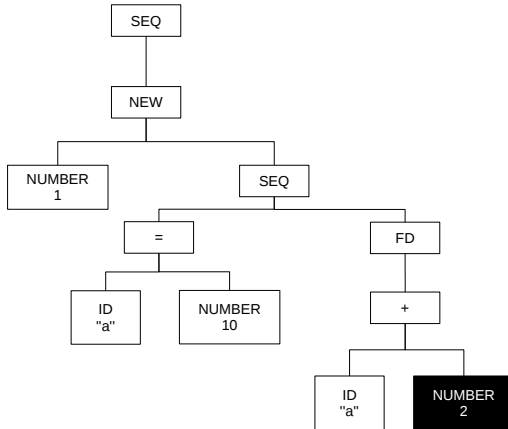 SEQ
NEW
NUMBER
1
SEQ
=
FD
ID
"a"
NUMBER
10
+
ID
"a"
NUMBER
2